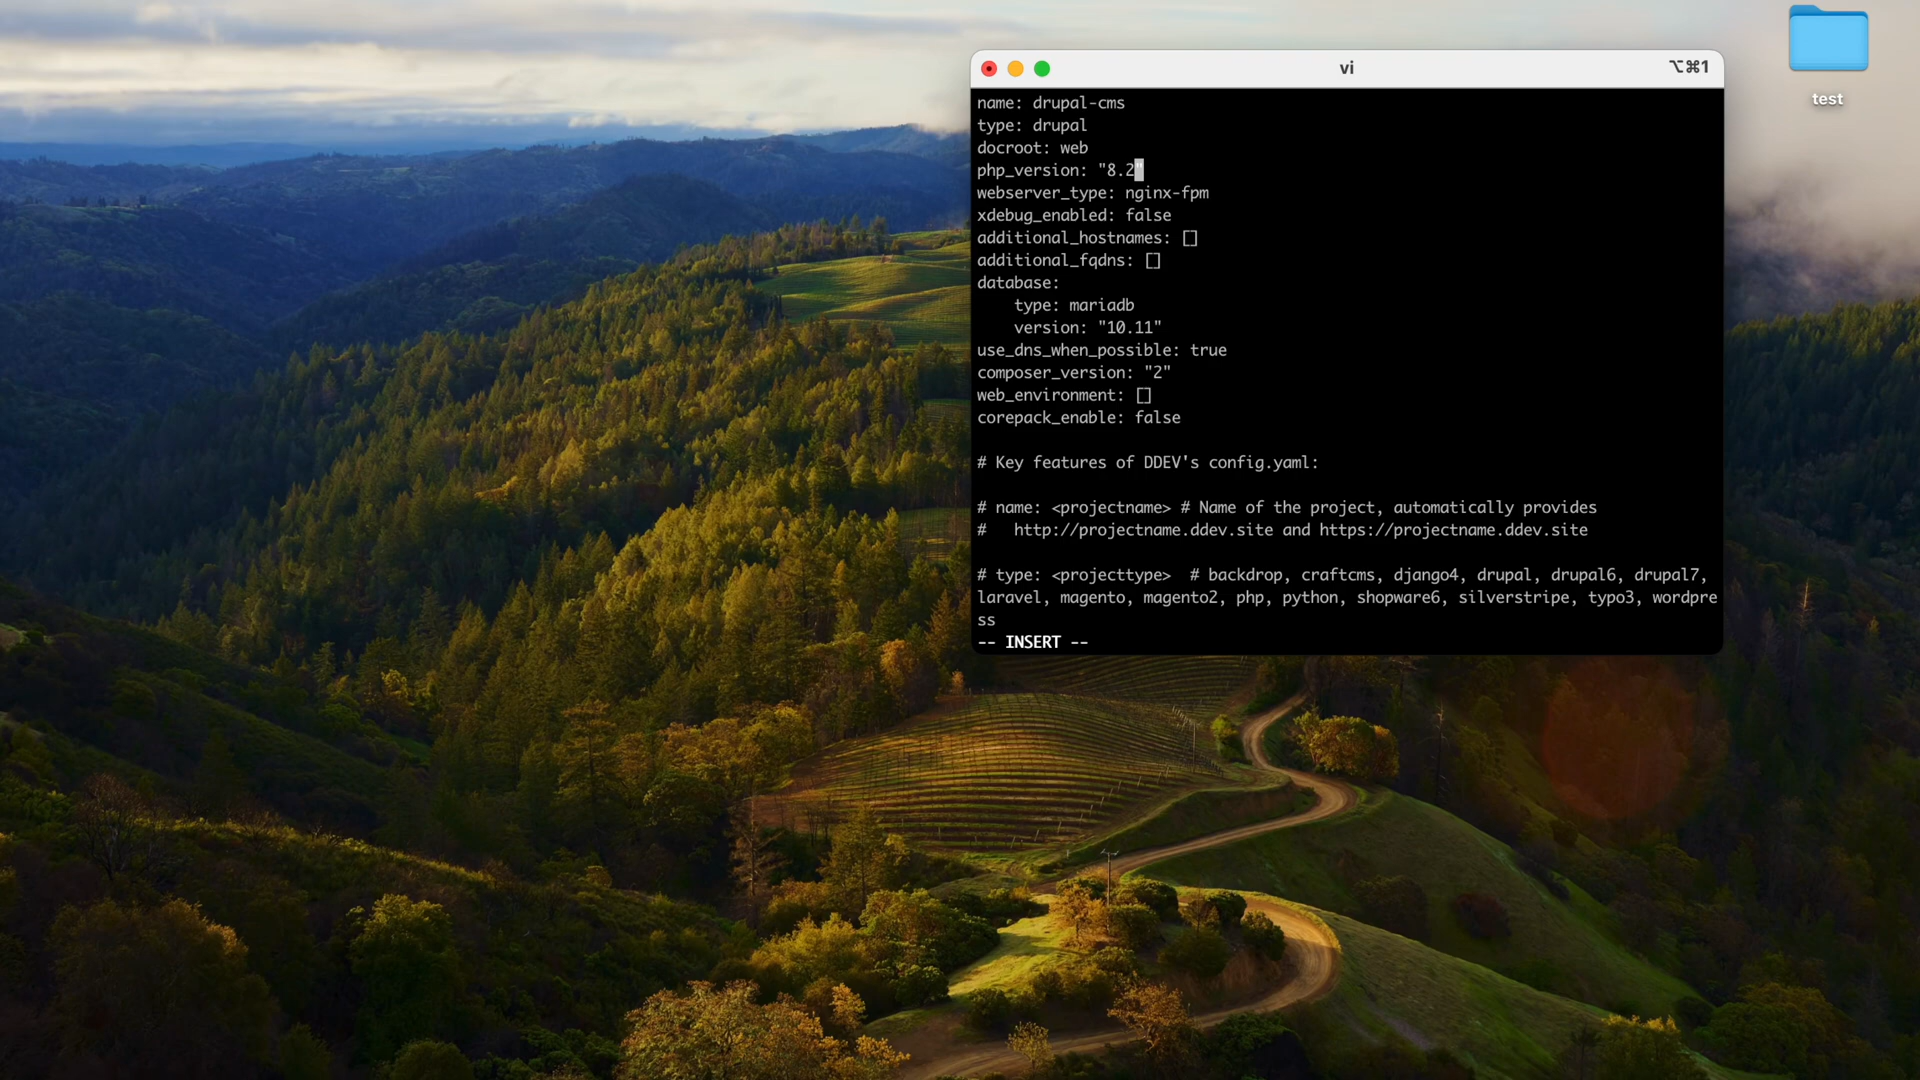 vi
⌥⌘1
test
name: drupal-cms
type: drupal
docroot: web
php_version: "8.2"
webserver_type: nginx-fpm
xdebug_enabled: false
additional_hostnames: []
additional_fqdns: []
database:
    type: mariadb
    version: "10.11"
use_dns_when_possible: true
composer_version: "2"
web_environment: []
corepack_enable: false
# Key features of DDEV's config.yaml:
# name: <projectname> # Name of the project, automatically provides
#   http://projectname.ddev.site and https://projectname.ddev.site
# type: <projecttype>  # backdrop, craftcms, django4, drupal, drupal6, drupal7,
laravel, magento, magento2, php, python, shopware6, silverstripe, typo3, wordpre
ss
-- INSERT --